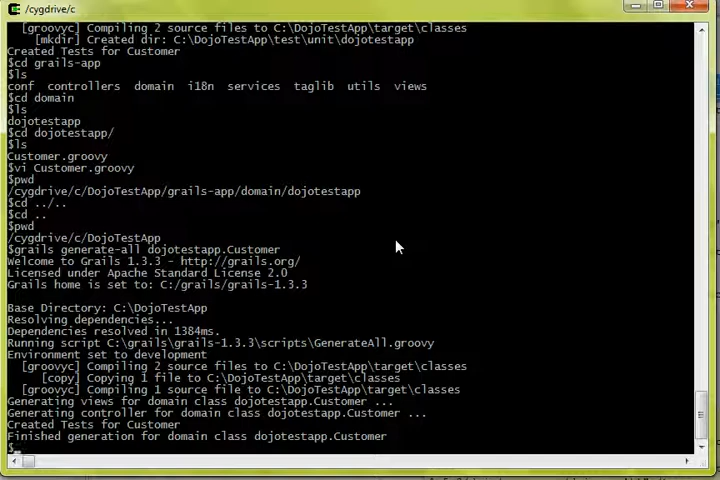 /cygdrive/c
[groovyc] Compiling 2 source files to C:\DojoTestApp\target\classes
[mkdir] Created dir: C:\DojoTestApp\test\unit\dojotestapp
Created Tests for Customer
$cd grails-app
$ls
conf controllers domain i18n services taglib utils views
$cd domain
$ls
dojotestapp
$cd dojotestapp/
$ls
Customer.groovy
$vi Customer.groovy
$pwd
/cygdrive/c/DojoTestApp/grails-app/domain/dojotestapp
$cd ../..
$cd ..
$pwd
/cygdrive/c/DojoTestApp
$grails generate-all dojotestapp.Customer
Welcome to Grails 1.3.3 - http://grails.org/
Licensed under Apache Standard License 2.0
Grails home is set to: C:/grails/grails-1.3.3
Base Directory: C:\DojoTestApp
Resolving dependencies...
Dependencies resolved in 1384ms.
Running script C:\grails\grails-1.3.3\scripts\GenerateAll.groovy
Environment set to development
[groovyc] Compiling 2 source files to C:\DojoTestApp\target\classes
[copy] Copying 1 file to C:\DojoTestApp\target\classes
[groovyc] Compiling 1 source file to C:\DojoTestApp\target\classes
Generating views for domain class dojotestapp.Customer ...
Generating controller for domain class dojotestapp.Customer ...
Created Tests for Customer
Finished generation for domain class dojotestapp.Customer
$